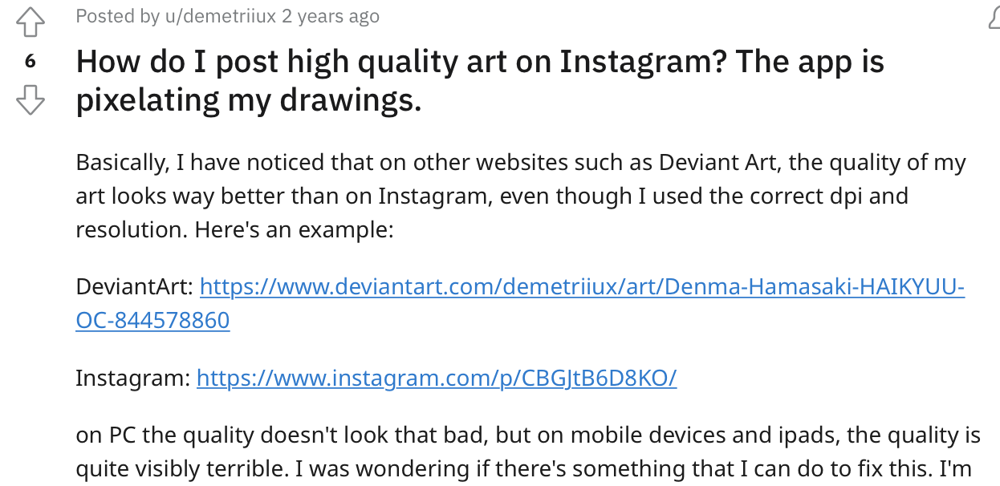 Posted by u/demetriiux 2 years ago
6
How do I post high quality art on Instagram? The app is
pixelating my drawings.
Basically, I have noticed that on other websites such as Deviant Art, the quality of my
art looks way better than on Instagram, even though I used the correct dpi and
resolution. Here's an example:
DeviantArt: https://www.deviantart.com/demetriiux/art/Denma-Hamasaki-HAIKYUU-
OC-844578860
Instagram: https://www.instagram.com/p/CBGJtB6D8KO/
on PC the quality doesn't look that bad, but on mobile devices and ipads, the quality is
quite visibly terrible. I was wondering if there's something that I can do to fix this. I'm